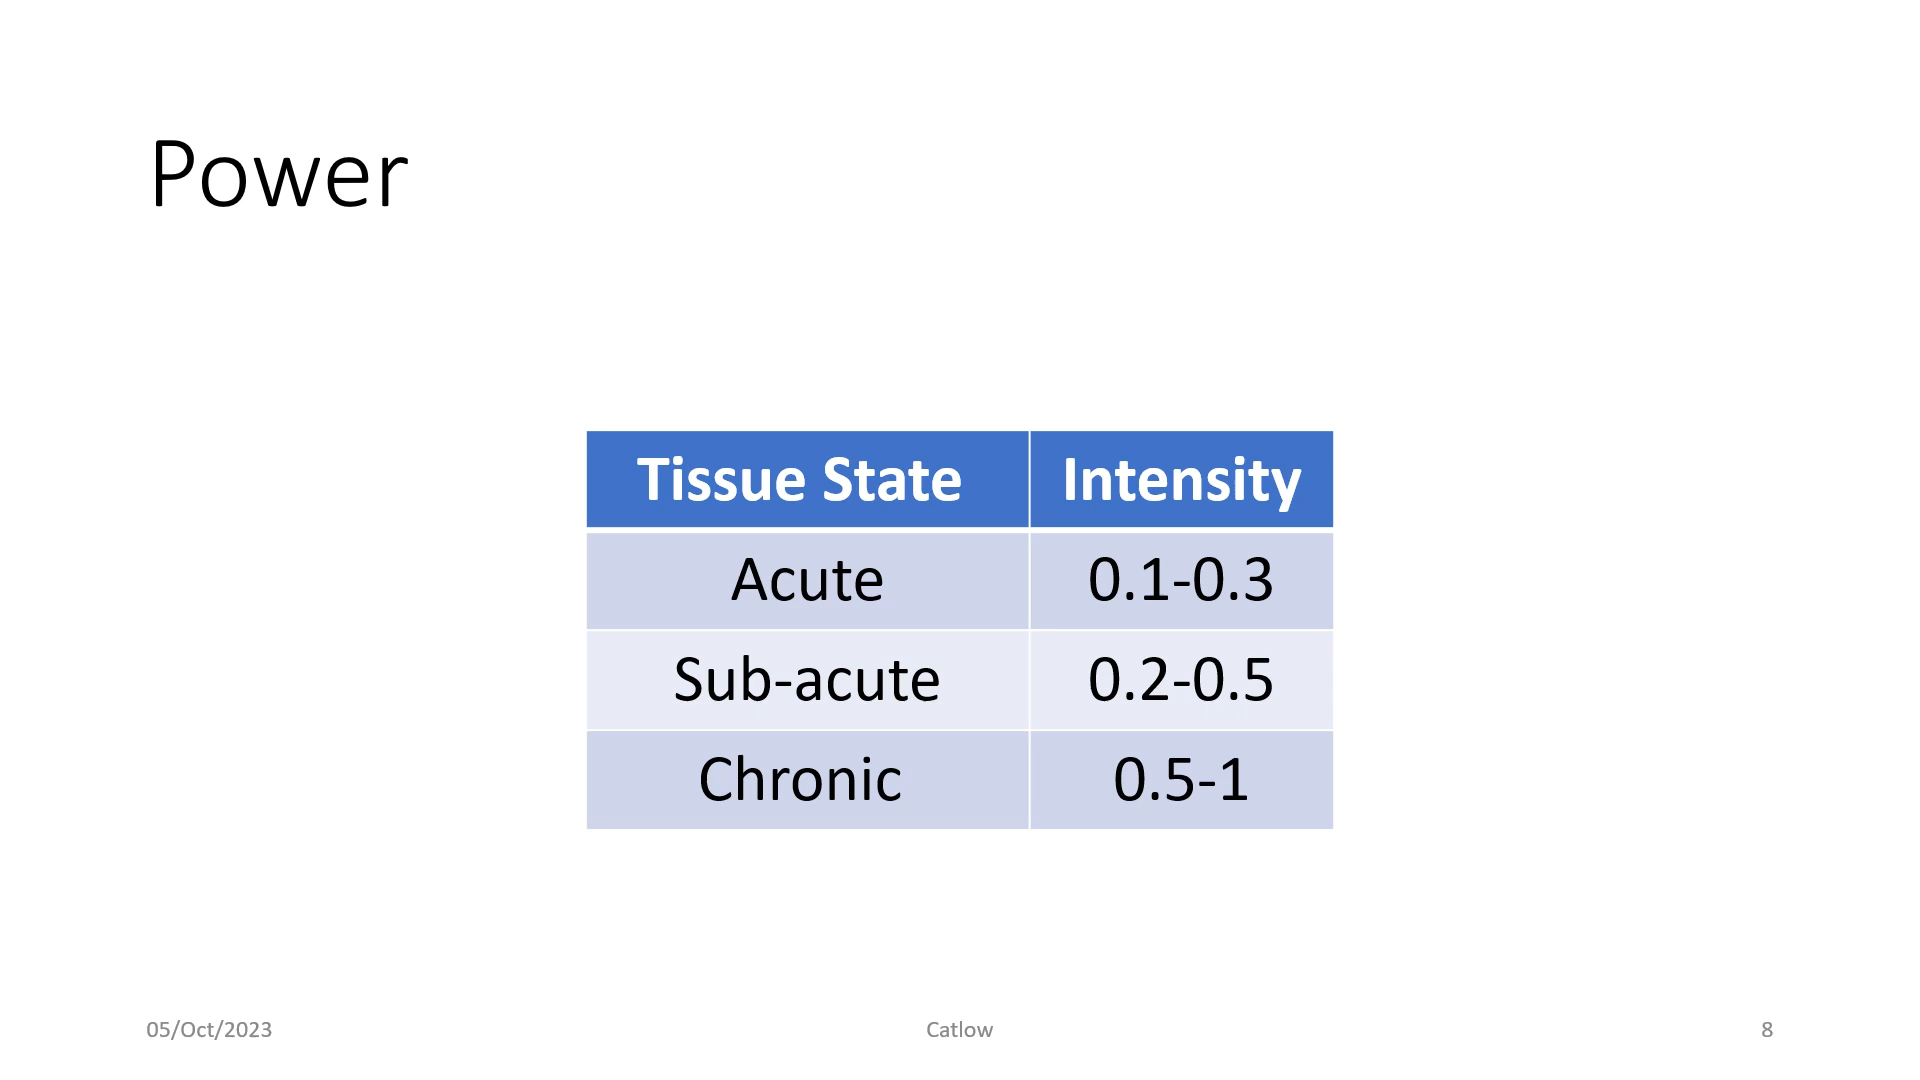 Power
Tissue State Intensity
Acute 0.1-0.3
Sub-acute 0.2-0.5
Chronic 0.5-1
05/Oct/2023 Catlow 8